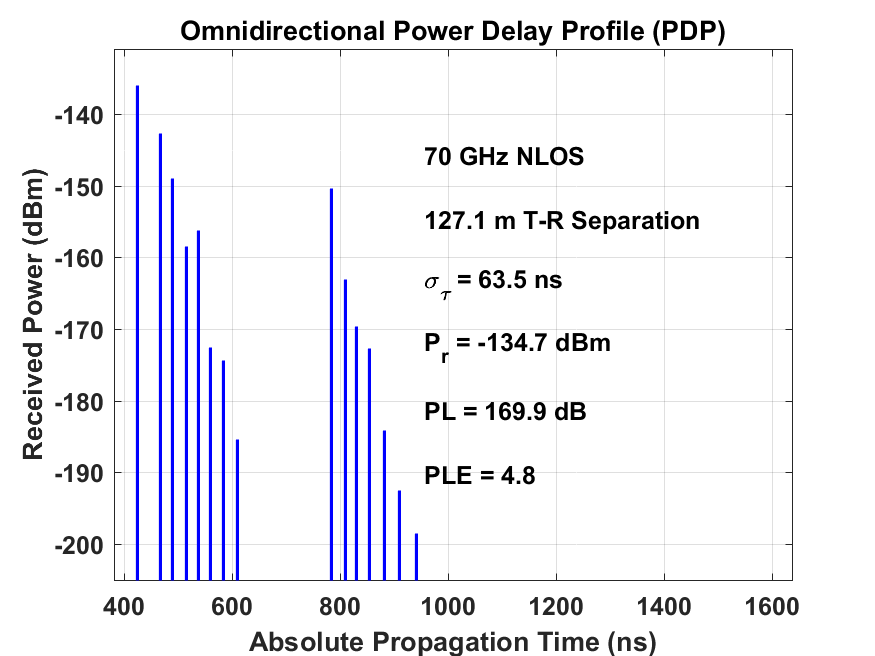 Omnidirectional Power Delay Profile (PDP)
Received Power (dBm)
-140
-150
-160
-170
-180
-190
-200
70 GHz NLOS
127.1 m T-R Separation
σ_τ = 63.5 ns
P_r = -134.7 dBm
PL = 169.9 dB
PLE = 4.8
400 600 800 1000 1200 1400 1600
Absolute Propagation Time (ns)